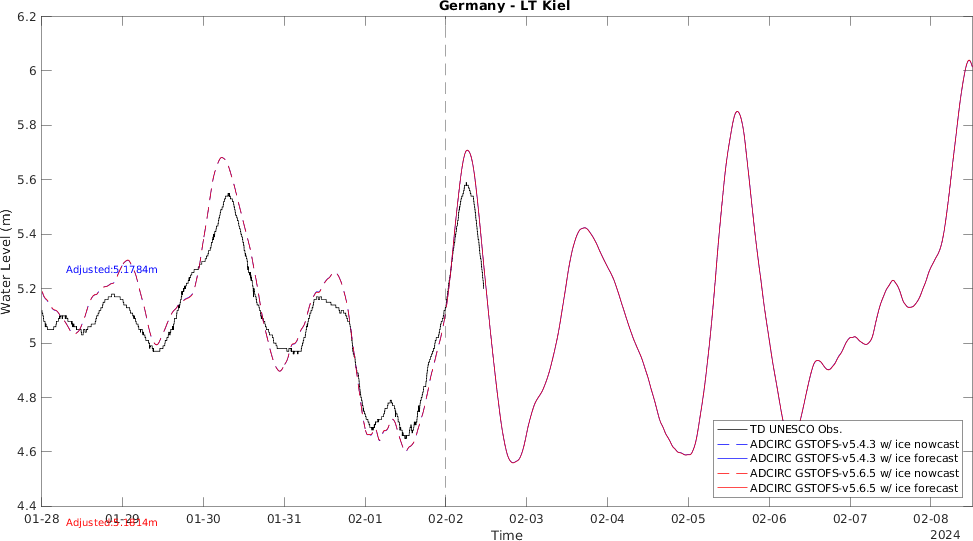 Germany - LT Kiel
6.2
6
5.8
5.6
5.4
5.2
5
4.8
4.6
4.4
Water Level (m)
Adjusted:5.1784m
TD UNESCO Obs.
ADCIRC GSTOFS-v5.4.3 w/ ice nowcast
ADCIRC GSTOFS-v5.4.3 w/ ice forecast
ADCIRC GSTOFS-v5.6.5 w/ ice nowcast
ADCIRC GSTOFS-v5.6.5 w/ ice forecast
01-28 01-29 01-30 01-31 02-01 02-02 02-03 02-04 02-05 02-06 02-07 02-08
Adjusted:5.1814m
Time
2024